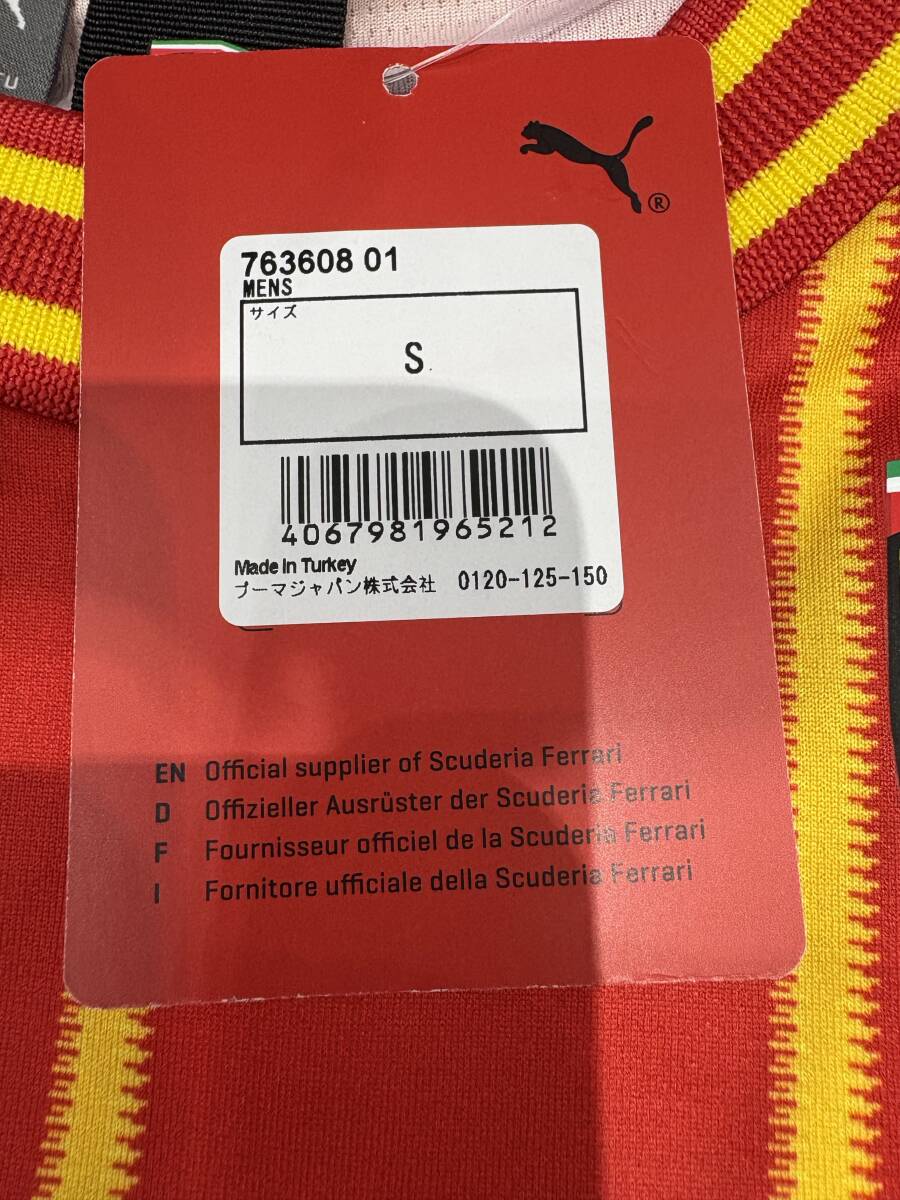 ®
763608 01
MENS
サイズ
S
4067981965212
Made In Turkey
プーマジャパン株式会社 0120-125-150
EN Official supplier of Scuderia Ferrari
D Offizieller Ausrüster der Scuderia Ferrari
F Fournisseur officiel de la Scuderia Ferrari
I Fornitore ufficiale della Scuderia Ferrari